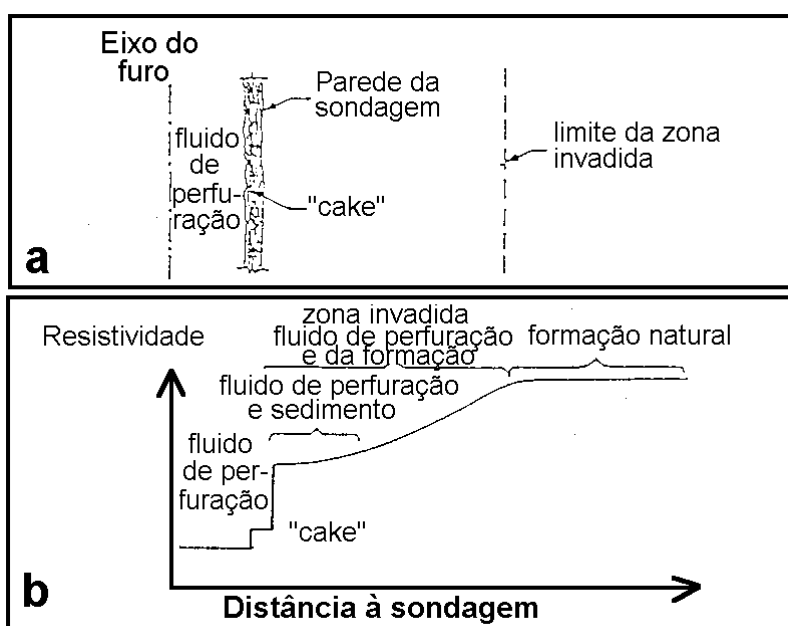 Eixo do
furo
Parede da
sondagem
fluido
de
perfu-
ração
limite da zona
invadida
"cake"
a
zona invadida
Resistividade
fluido de perfuração
e da formação
formação natural
fluido de perfuração
e sedimento
fluido
de per-
furação
"cake"
b
Distância à sondagem